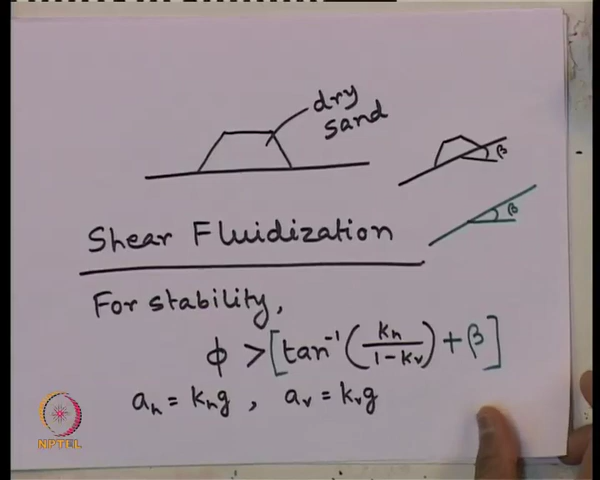 dry
sand
β
β
Shear Fluidization
For stability,
ϕ > [tan⁻¹ (kₕ / 1 - kᵥ) + β]
aₕ = kₕg , aᵥ = kᵥg
NPTEL